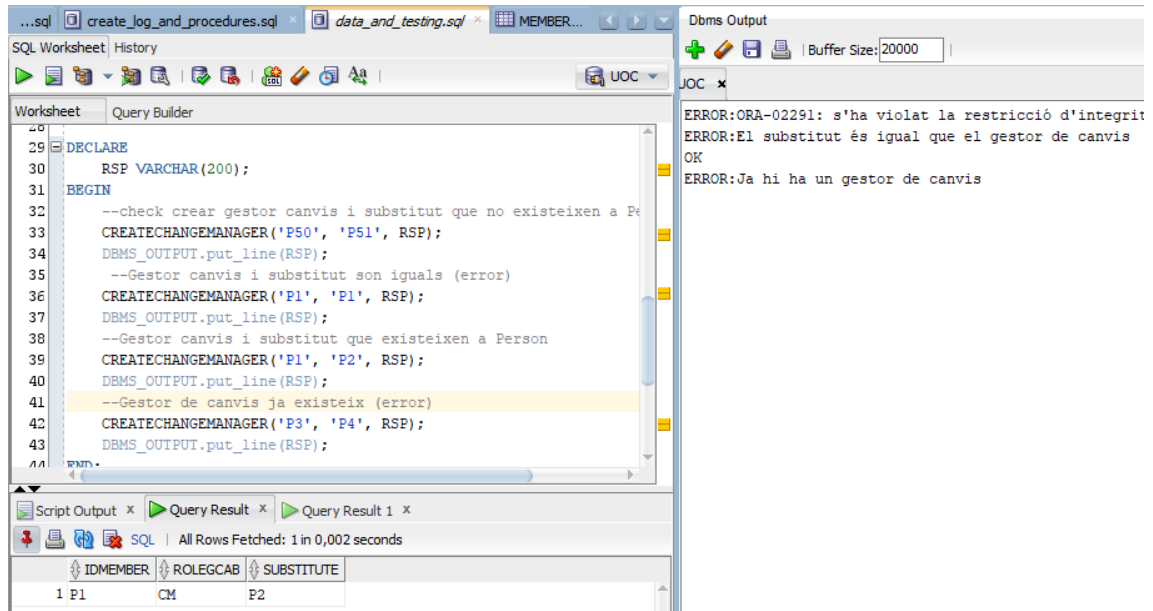 ...sql create_log_and_procedures.sql data_and_testing.sql MEMBER...
SQL Worksheet History
UOC
Worksheet Query Builder
29 DECLARE
30 RSP VARCHAR(200);
31 BEGIN
32 --check crear gestor canvis i substitut que no existeixen a
33 CREATECHANGEMANAGER('P50', 'P51', RSP);
34 DBMS_OUTPUT.put_line(RSP);
35 --Gestor canvis i substitut son iguals (error)
36 CREATECHANGEMANAGER('P1', 'P1', RSP);
37 DBMS_OUTPUT.put_line(RSP);
38 --Gestor canvis i substitut que existeixen a Person
39 CREATECHANGEMANAGER('P1', 'P2', RSP);
40 DBMS_OUTPUT.put_line(RSP);
41 --Gestor de canvis ja existeix (error)
42 CREATECHANGEMANAGER('P3', 'P4', RSP);
43 DBMS_OUTPUT.put_line(RSP);
44 END;
Script Output x Query Result x Query Result 1 x
SQL | All Rows Fetched: 1 in 0,002 seconds
IDMEMBER ROLEGCAB SUBSTITUTE
1 P1 CM P2
Dbms Output
Buffer Size: 20000
UOC x
ERROR:ORA-02291: s'ha violat la restricció d'integrit
ERROR:El substitut és igual que el gestor de canvis
OK
ERROR:Ja hi ha un gestor de canvis